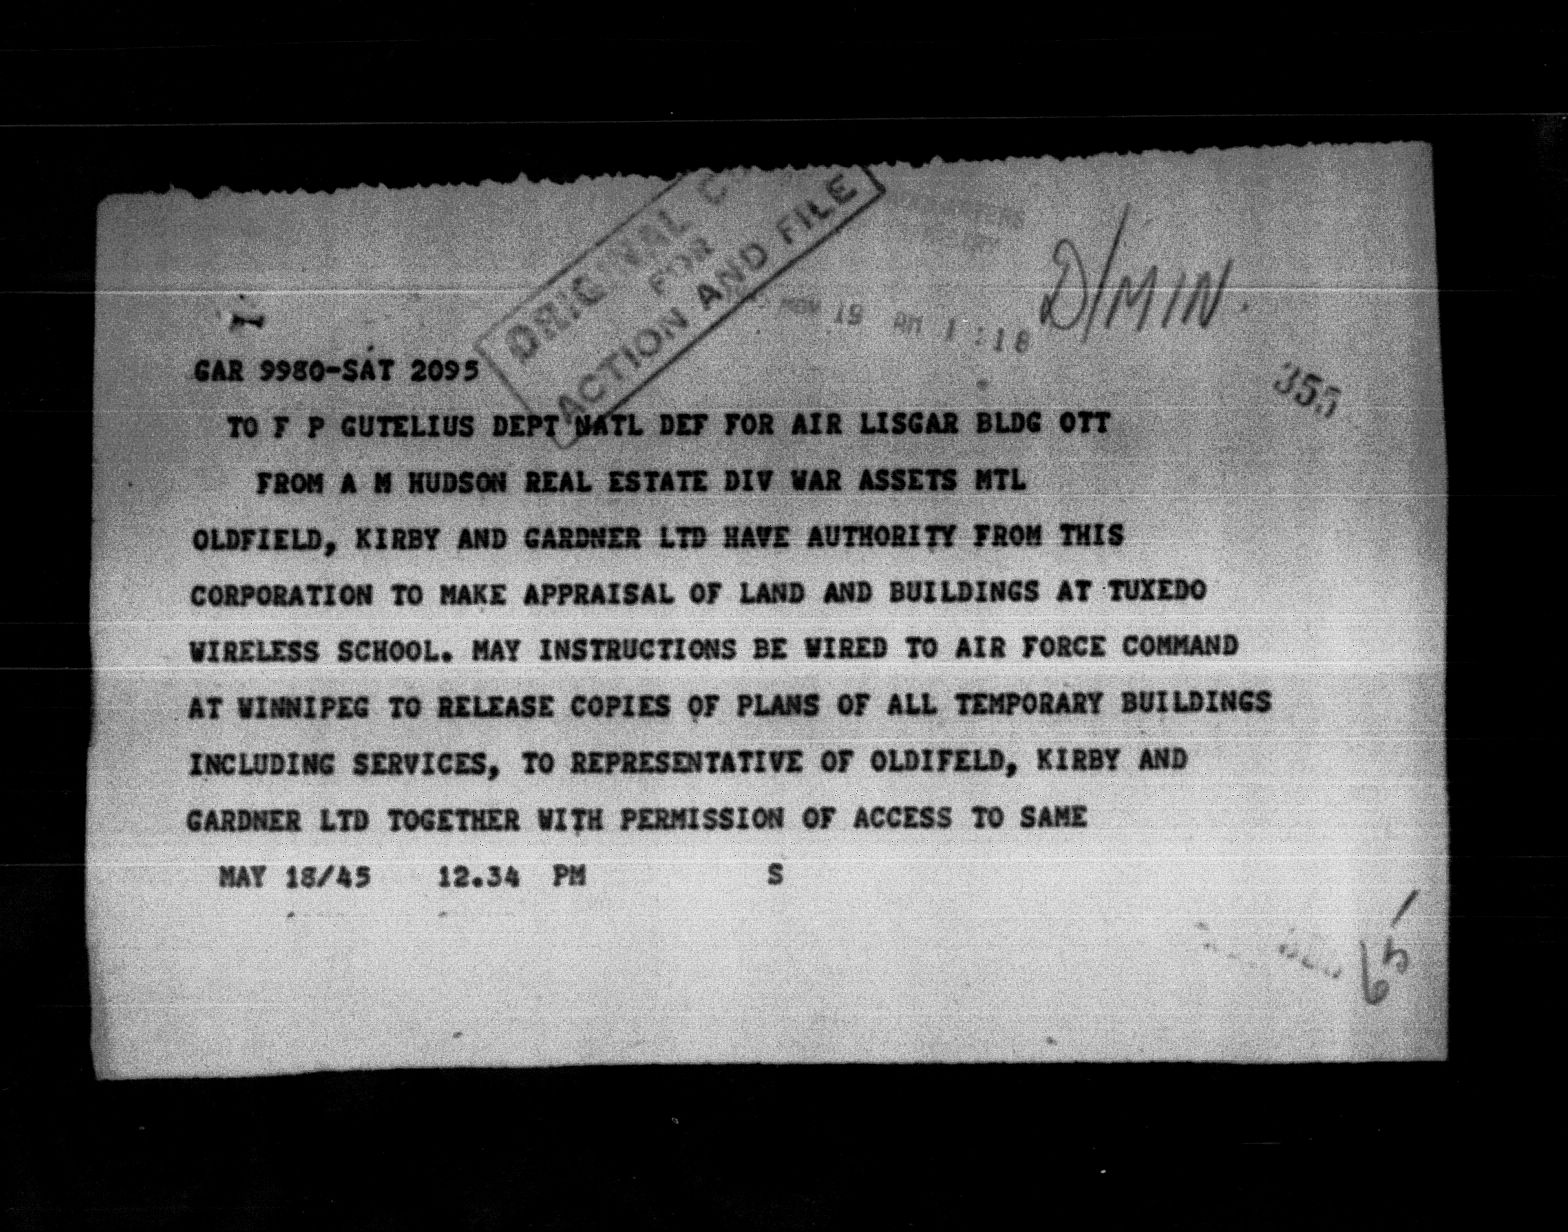 ORIGINAL C
FOR
ACTION AND FILE
19 AM 1:18
D/MIN.
355
GAR 9980-SAT 2095
TO F P GUTELIUS DEPT NATL DEF FOR AIR LISGAR BLDG OTT
FROM A M HUDSON REAL ESTATE DIV WAR ASSETS MTL
OLDFIELD, KIRBY AND GARDNER LTD HAVE AUTHORITY FROM THIS
CORPORATION TO MAKE APPRAISAL OF LAND AND BUILDINGS AT TUXEDO
WIRELESS SCHOOL. MAY INSTRUCTIONS BE WIRED TO AIR FORCE COMMAND
AT WINNIPEG TO RELEASE COPIES OF PLANS OF ALL TEMPORARY BUILDINGS
INCLUDING SERVICES, TO REPRESENTATIVE OF OLDIFELD, KIRBY AND
GARDNER LTD TOGETHER WITH PERMISSION OF ACCESS TO SAME
MAY 18/45 12.34 PM S